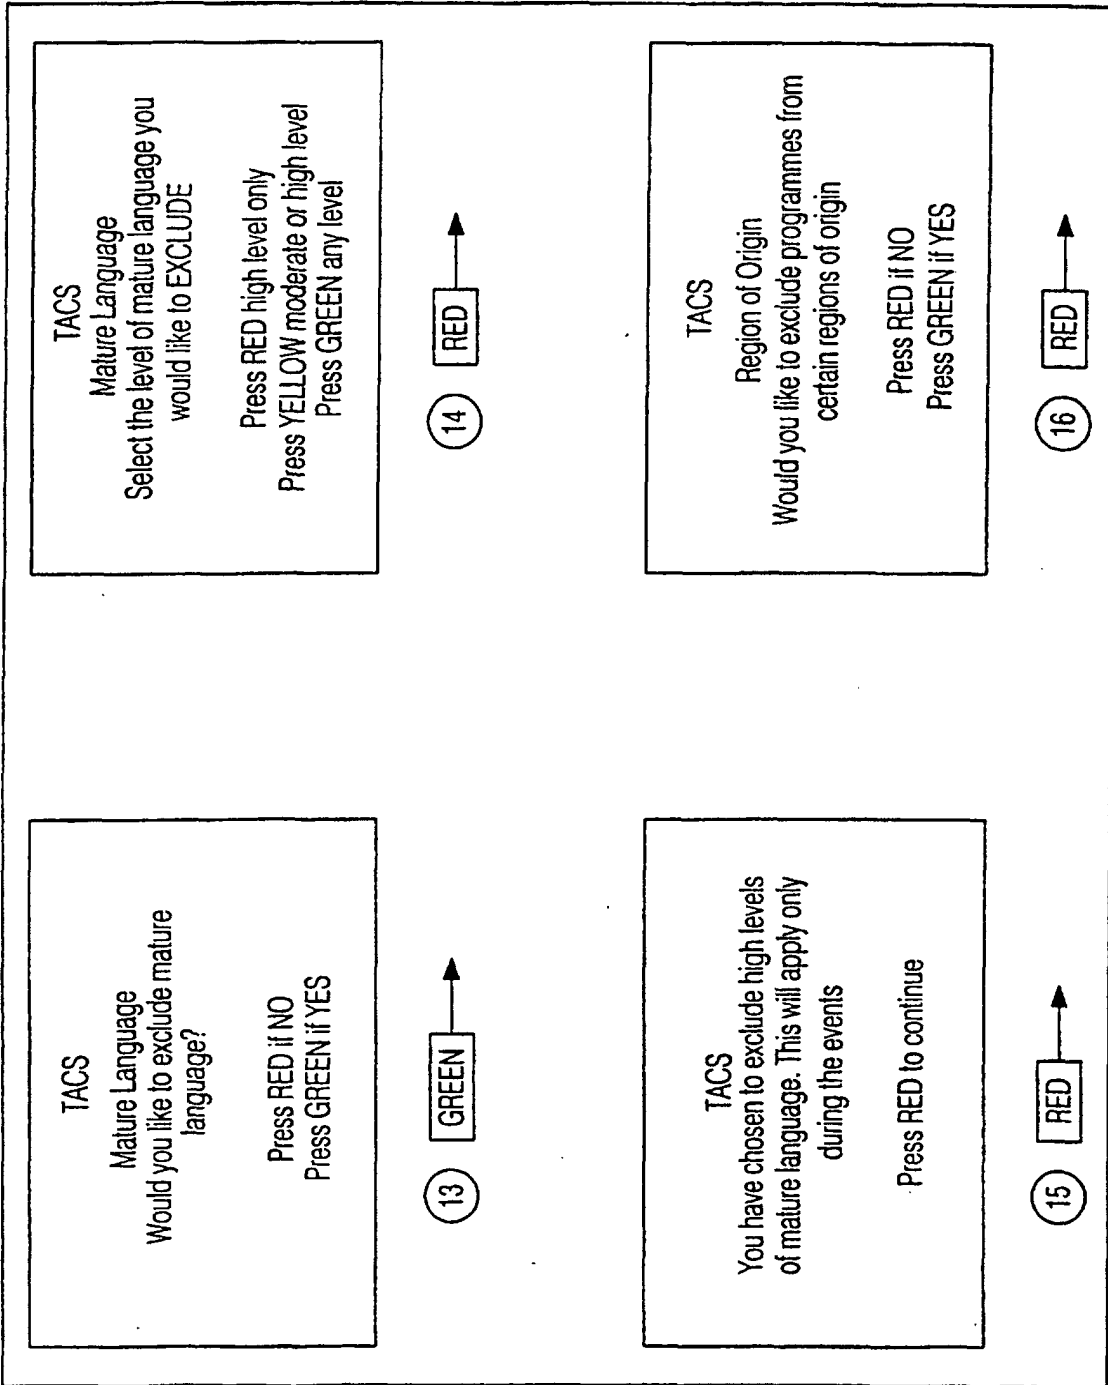 TACS
Mature Language
Would you like to exclude mature
language?
Press RED if NO
Press GREEN if YES
13
GREEN
TACS
Mature Language
Select the level of mature language you
would like to EXCLUDE
Press RED high level only
Press YELLOW moderate or high level
Press GREEN any level
14
RED
TACS
You have chosen to exclude high levels
of mature language. This will apply only
during the events
Press RED to continue
15
RED
TACS
Region of Origin
Would you like to exclude programmes from
certain regions of origin
Press RED if NO
Press GREEN if YES
16
RED